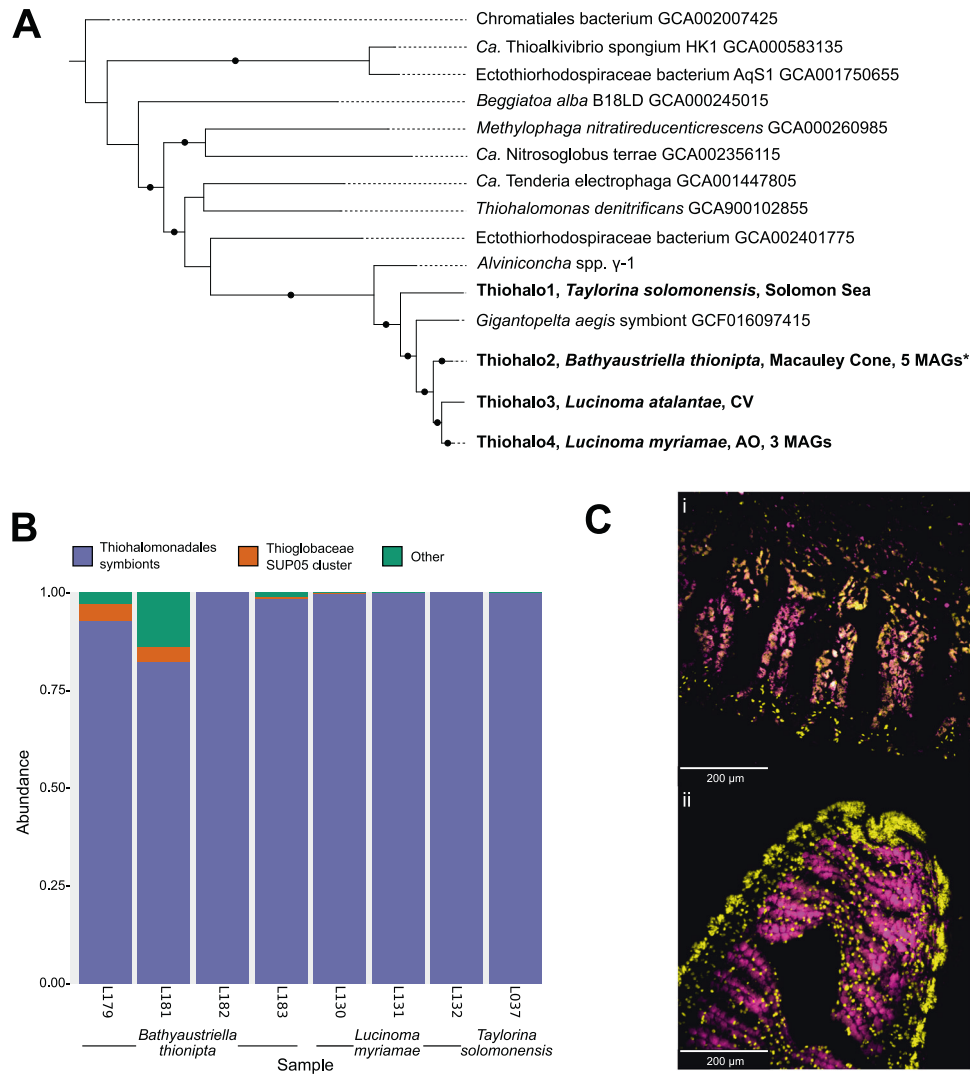 A
Chromatiales bacterium GCA002007425
Ca. Thioalkivibrio spongium HK1 GCA000583135
Ectothiorhodospiraceae bacterium AqS1 GCA001750655
Beggiatoa alba B18LD GCA000245015
Methylophaga nitratireducenticrescens GCA000260985
Ca. Nitrosoglobus terrae GCA002356115
Ca. Tenderia electrophaga GCA001447805
Thiohalomonas denitrificans GCA900102855
Ectothiorhodospiraceae bacterium GCA002401775
Alviniconcha spp. γ-1
Thiohalo1, Taylorina solomonensis, Solomon Sea
Gigantopelta aegis symbiont GCF016097415
Thiohalo2, Bathyaustriella thionipta, Macauley Cone, 5 MAGs*
Thiohalo3, Lucinoma atalantae, CV
Thiohalo4, Lucinoma myriamae, AO, 3 MAGs
B
Thiohalomonadales symbionts
Thioglobaceae SUP05 cluster
Other
Abundance
1.00
0.75
0.50
0.25
0.00
L179
L181
L182
L183
L130
L131
L132
L037
Bathyaustriella thionipta
Lucinoma myriamae
Taylorina solomonensis
Sample
C
i
200 µm
ii
200 µm